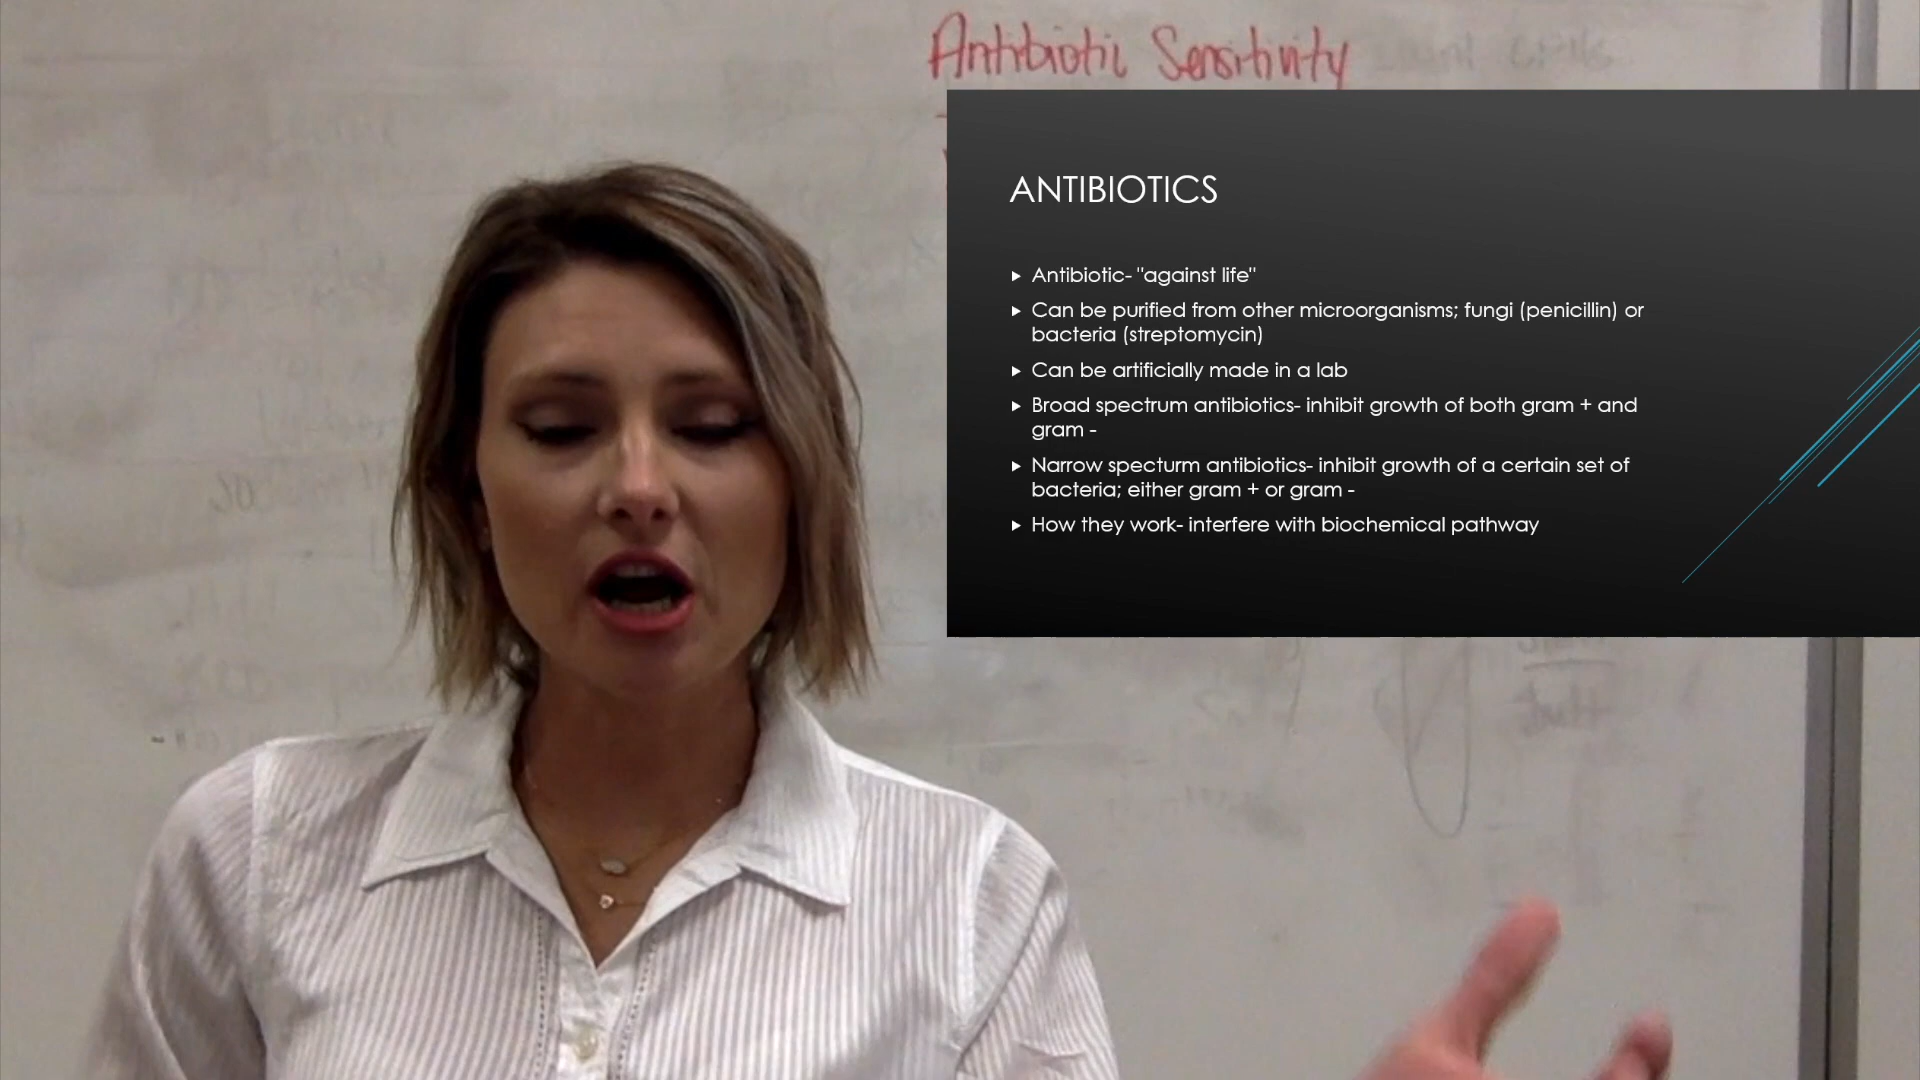 Antibiotic Sensitivity
ANTIBIOTICS
Antibiotic- "against life"
Can be purified from other microorganisms; fungi (penicillin) or
bacteria (streptomycin)
Can be artificially made in a lab
Broad spectrum antibiotics- inhibit growth of both gram + and
gram -
Narrow specturm antibiotics- inhibit growth of a certain set of
bacteria; either gram + or gram -
How they work- interfere with biochemical pathway